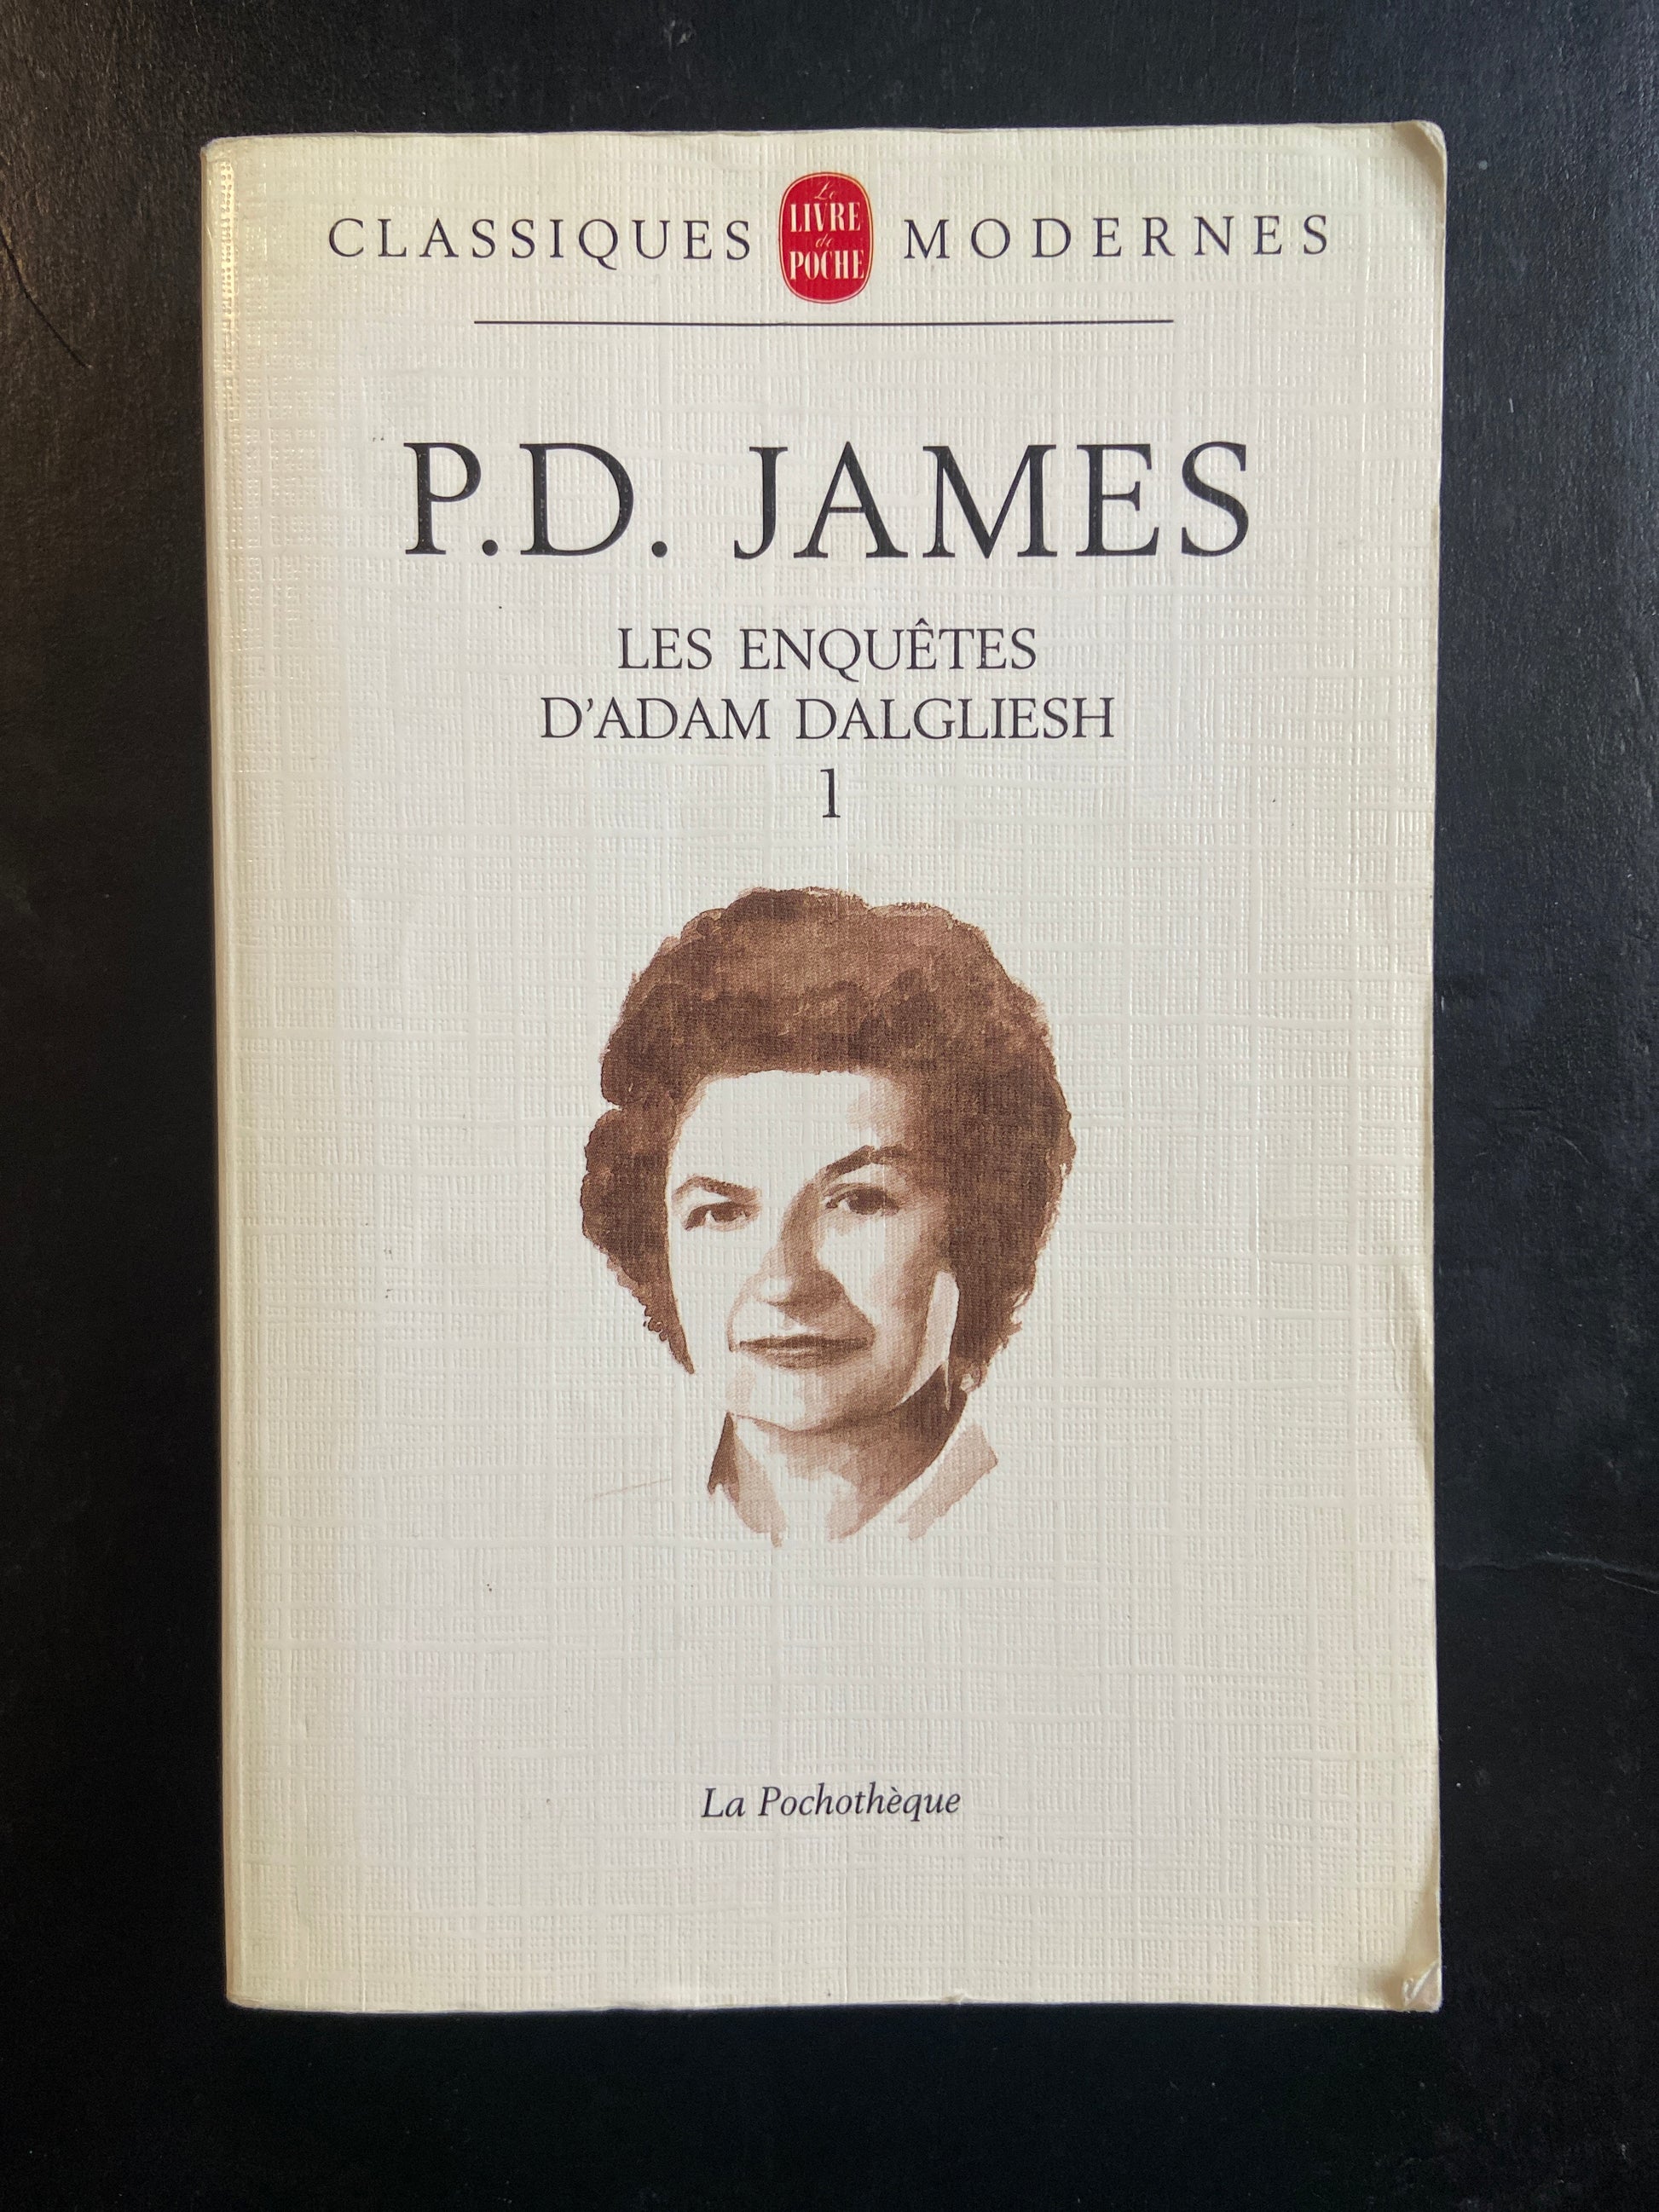 CLASSIQUES Le LIVRE de POCHE MODERNES
P.D. JAMES
LES ENQUÊTES
D'ADAM DALGLIESH
1
La Pochothèque